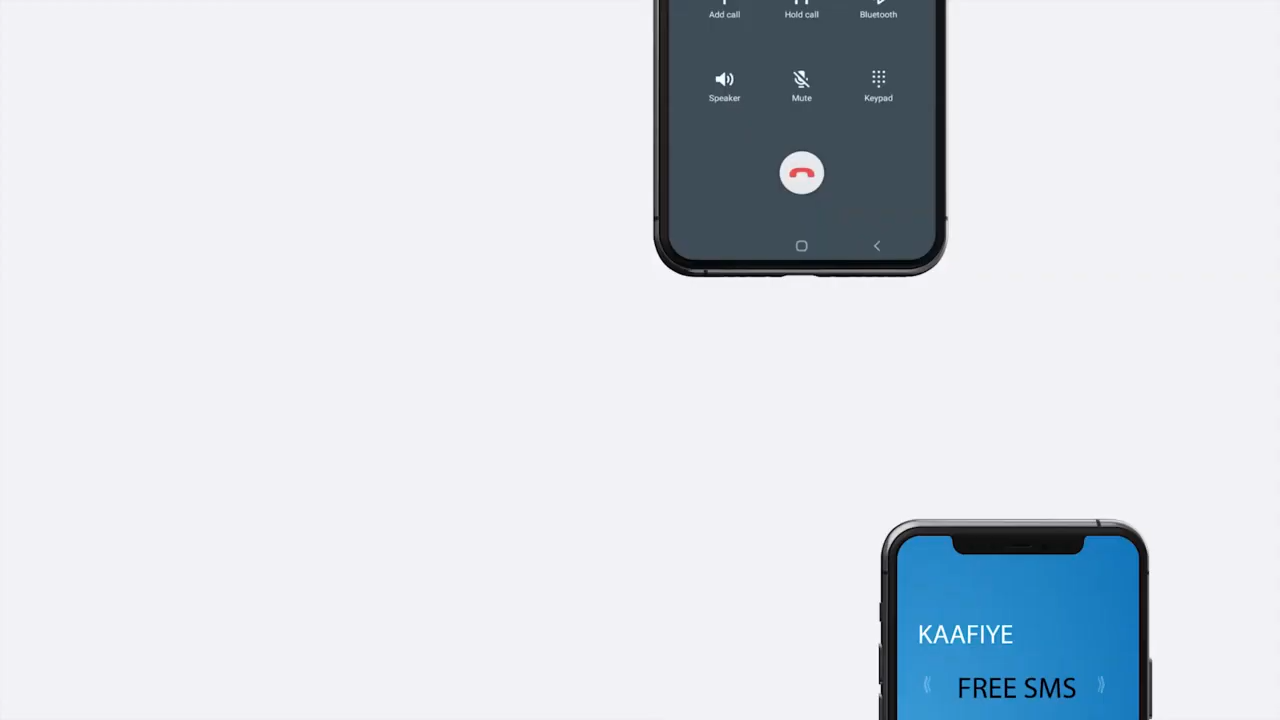 Add call Hold call Bluetooth
Speaker Mute Keypad
KAAFIYE
FREE SMS